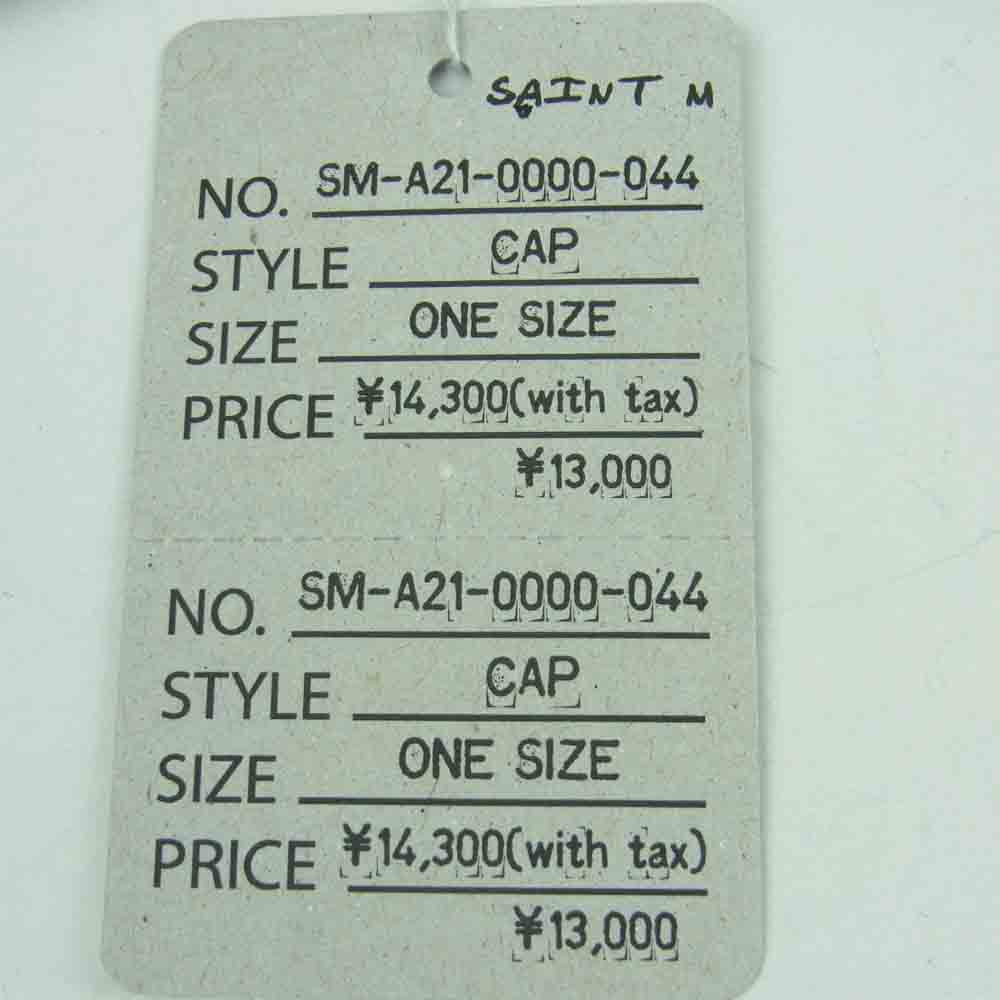 SAINT M
NO. SM-A21-0000-044
STYLE CAP
SIZE ONE SIZE
PRICE ¥14,300(with tax)
¥13,000
NO. SM-A21-0000-044
STYLE CAP
SIZE ONE SIZE
PRICE ¥14,300(with tax)
¥13,000